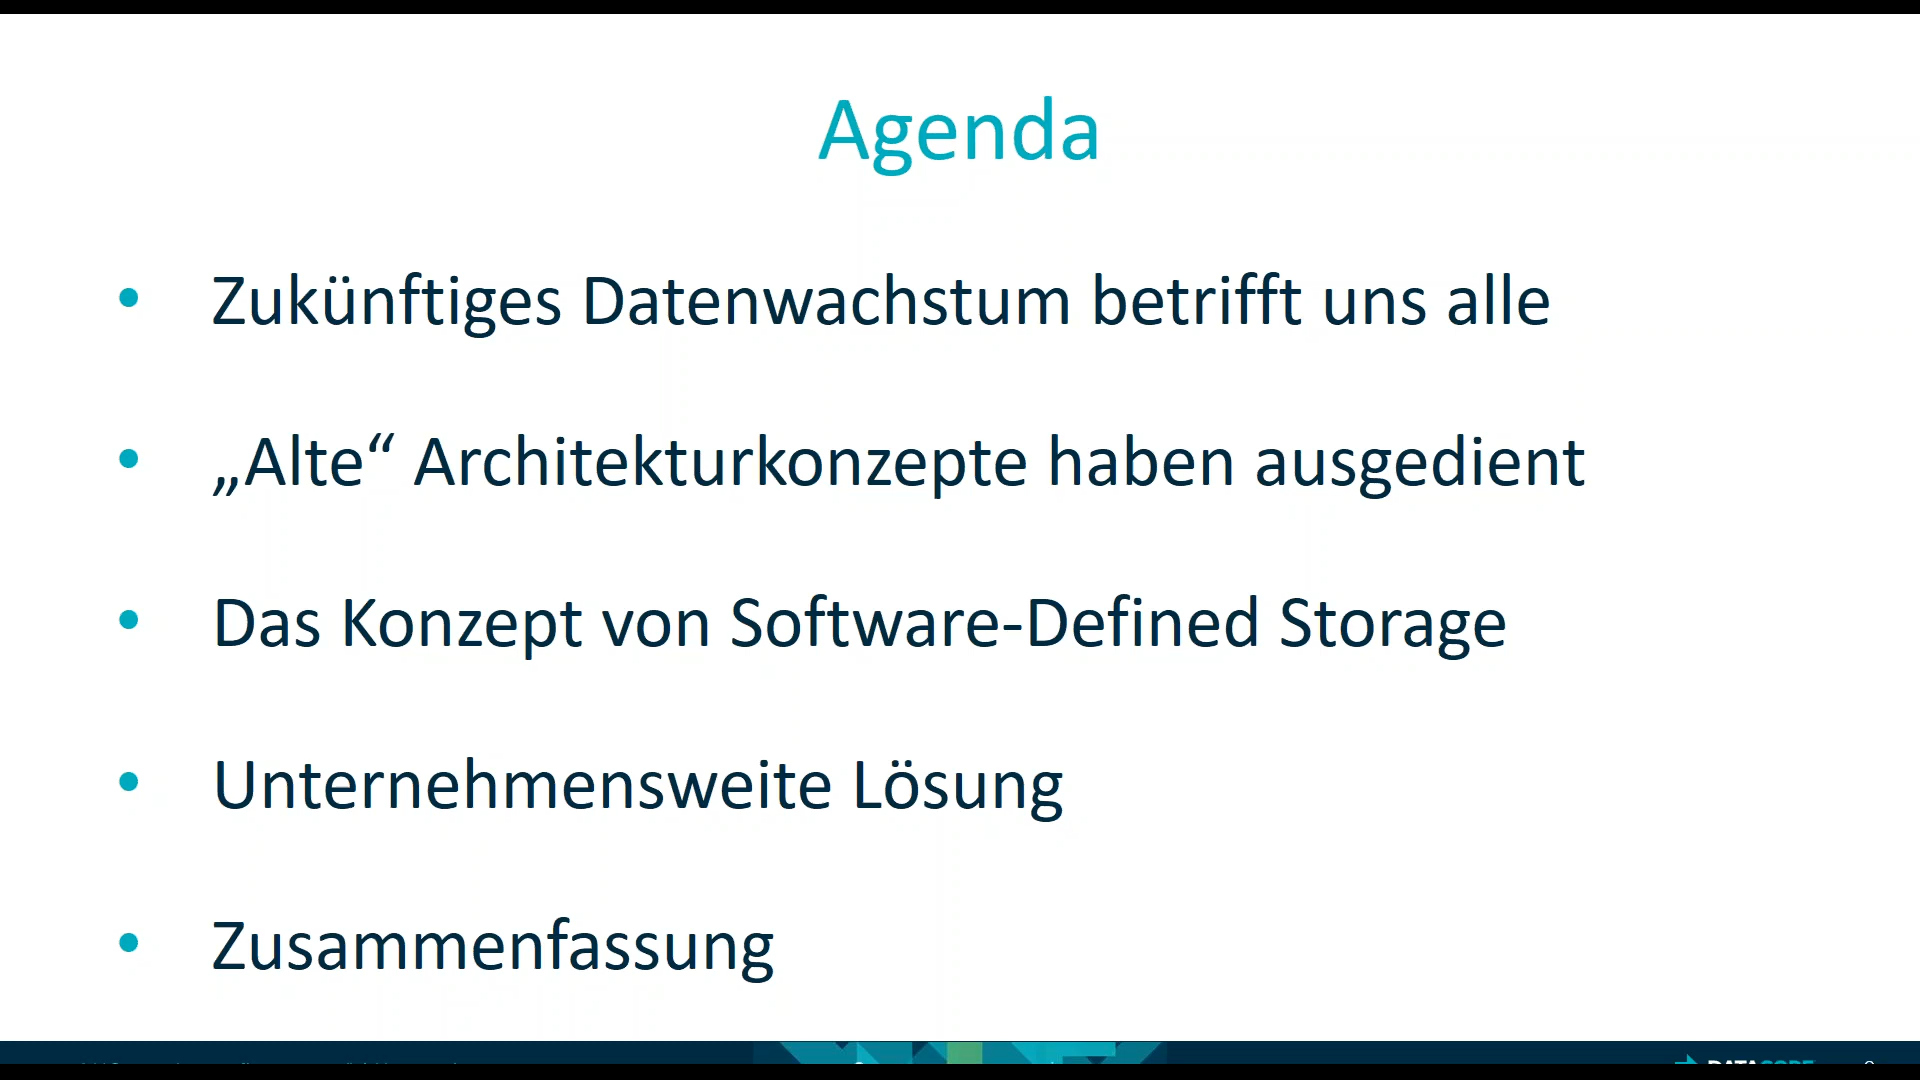 Agenda
• Zukünftiges Datenwachstum betrifft uns alle
• „Alte“ Architekturkonzepte haben ausgedient
• Das Konzept von Software-Defined Storage
• Unternehmensweite Lösung
• Zusammenfassung
DATACORE